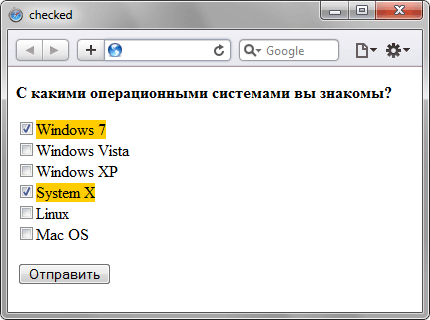 checked
Google
С какими операционными системами вы знакомы?
Windows 7
Windows Vista
Windows XP
System X
Linux
Mac OS
Отправить